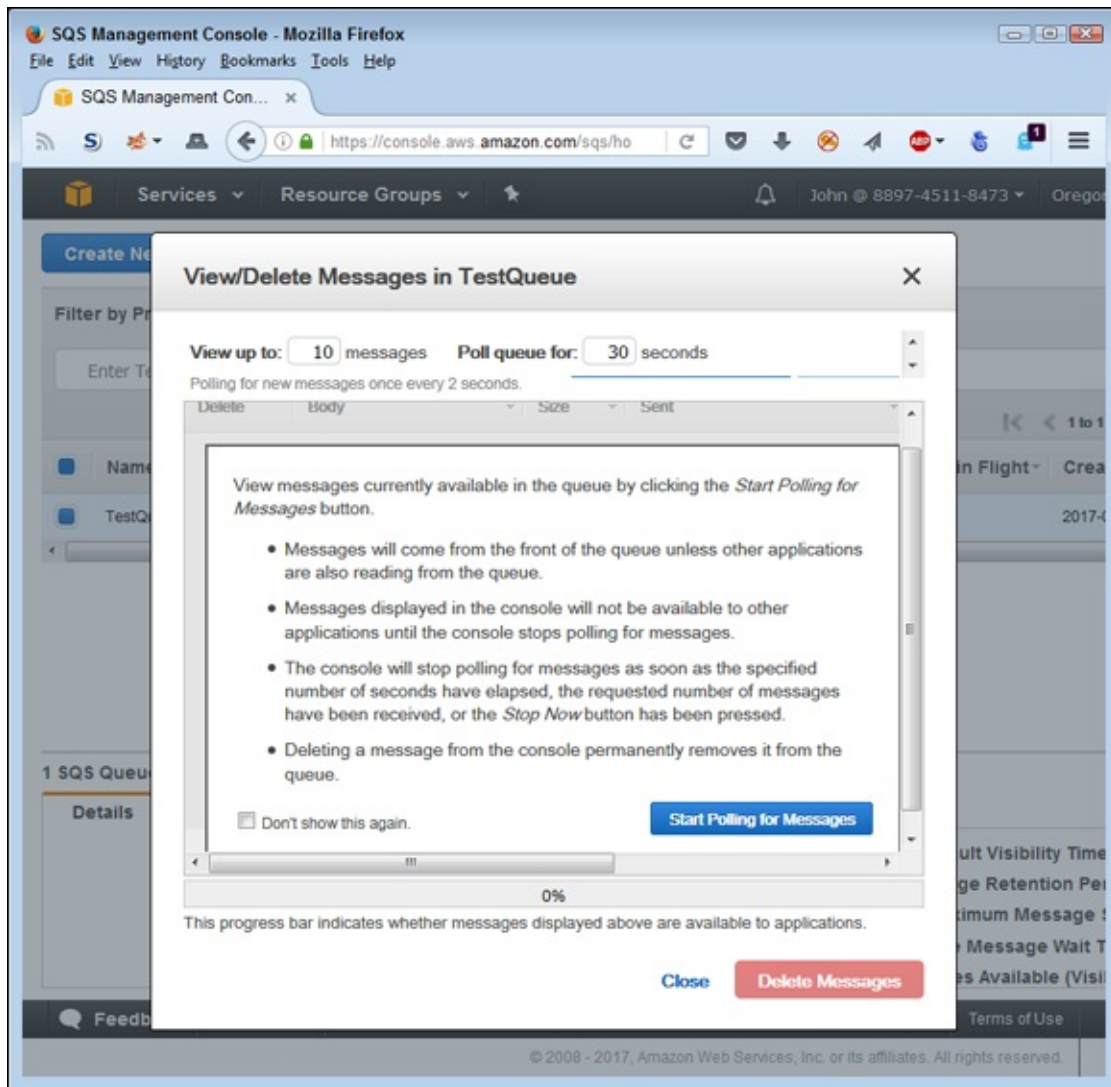 SQS Management Console - Mozilla Firefox
File Edit View History Bookmarks Tools Help
SQS Management Con... ×
https://console.aws.amazon.com/sqs/ho
ABP
1
Services Resource Groups John @ 8897-4511-8473 Oregon
Create Ne
View/Delete Messages in TestQueue
Filter by Pr
View up to: 10 messages Poll queue for: 30 seconds
Enter Te
Polling for new messages once every 2 seconds.
Delete Body Size Sent
1 to 1
Name in Flight Crea
View messages currently available in the queue by clicking the Start Polling for
Messages button.
TestQu 2017-0
• Messages will come from the front of the queue unless other applications
are also reading from the queue.
• Messages displayed in the console will not be available to other
applications until the console stops polling for messages.
• The console will stop polling for messages as soon as the specified
number of seconds have elapsed, the requested number of messages
have been received, or the Stop Now button has been pressed.
• Deleting a message from the console permanently removes it from the
queue.
1 SQS Queu
Details
Don't show this again. Start Polling for Messages
ult Visibility Time
0%
ge Retention Per
This progress bar indicates whether messages displayed above are available to applications.
ximum Message S
e Message Wait T
Close Delete Messages
es Available (Visi
Feedb Terms of Use
© 2008 - 2017, Amazon Web Services, Inc. or its affiliates. All rights reserved.